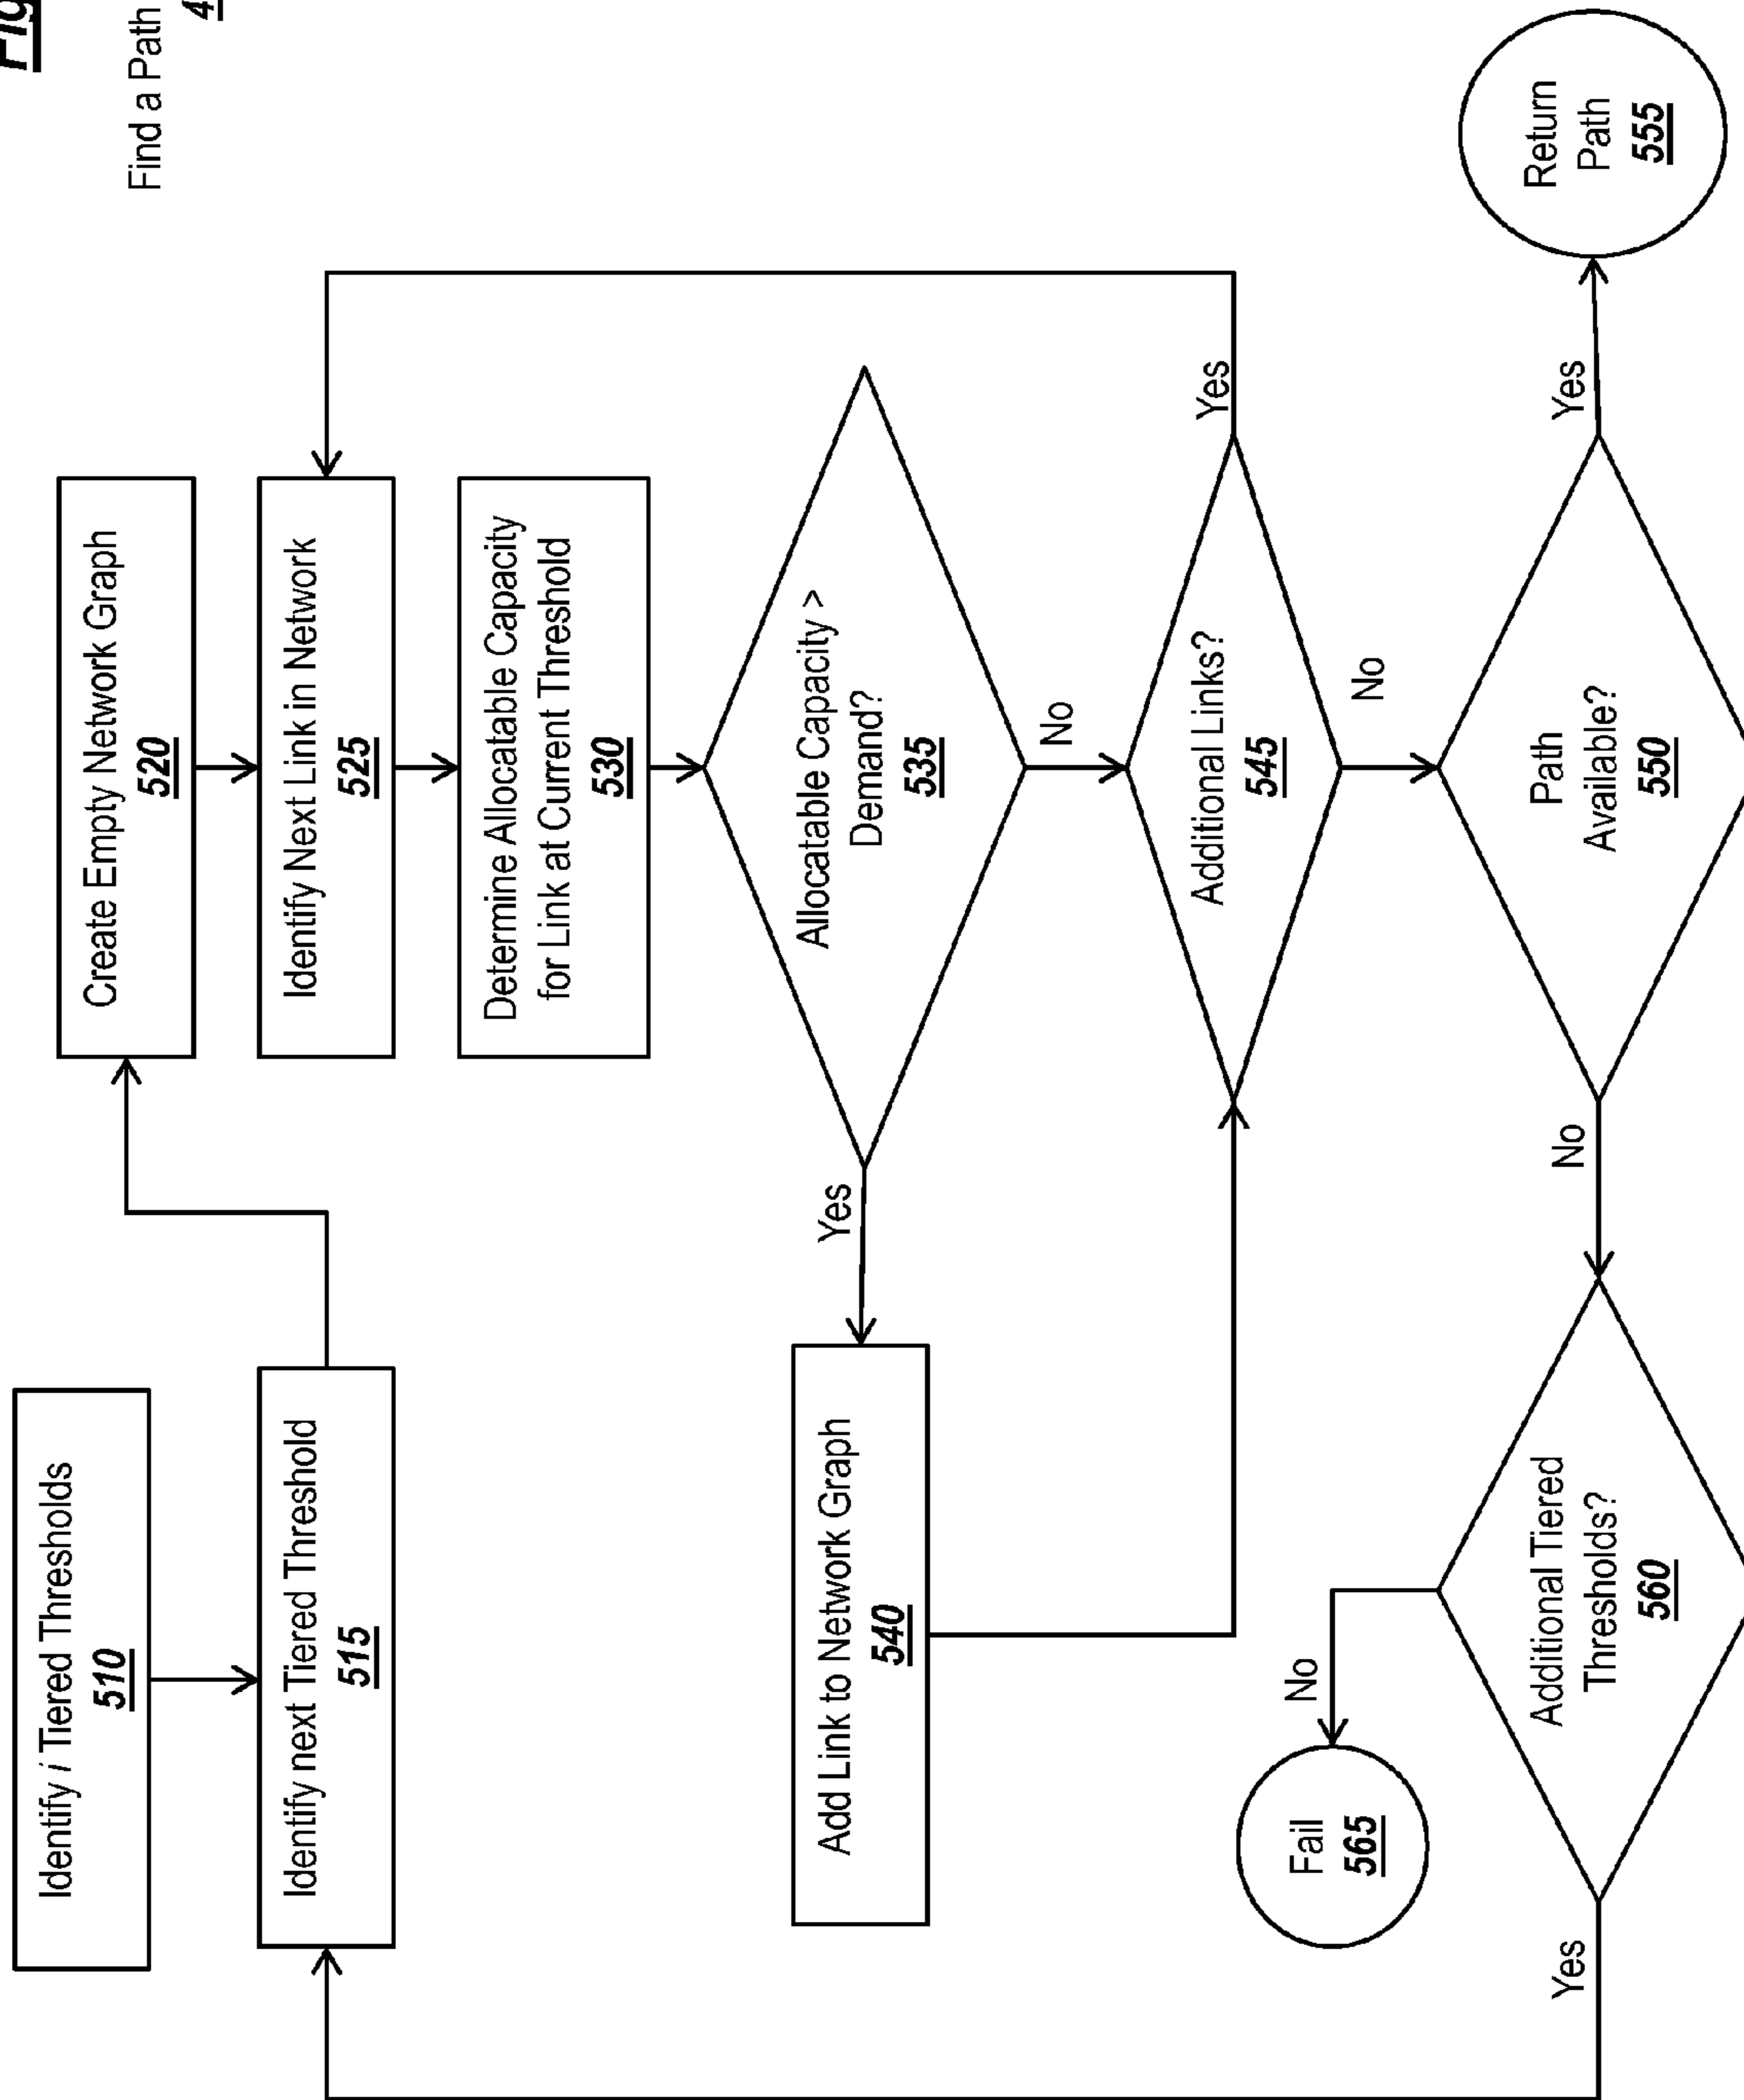 Fig
Find a Path
4
Identify i Tiered Thresholds
510
Identify next Tiered Threshold
515
Create Empty Network Graph
520
Identify Next Link in Network
525
Determine Allocatable Capacity
for Link at Current Threshold
530
Allocatable Capacity >
Demand?
535
Yes
No
Add Link to Network Graph
540
Additional Links?
545
Yes
No
Path
Available?
550
Yes
No
Return
Path
555
Additional Tiered
Thresholds?
560
No
Yes
Fail
565